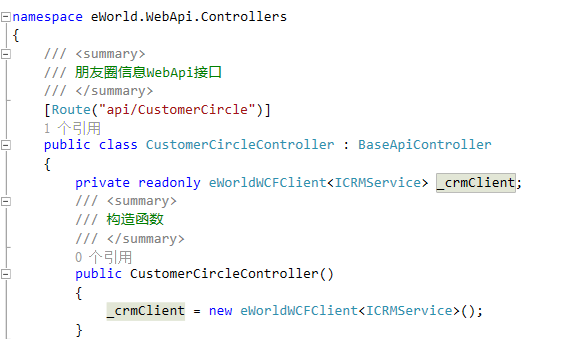 namespace eWorld.WebApi.Controllers
{
/// <summary>
/// 朋友圈信息WebApi接口
/// </summary>
[Route("api/CustomerCircle")]
1 个引用
public class CustomerCircleController : BaseApiController
{
private readonly eWorldWCFClient<ICRMService> _crmClient;
/// <summary>
/// 构造函数
/// </summary>
0 个引用
public CustomerCircleController()
{
_crmClient = new eWorldWCFClient<ICRMService>();
}